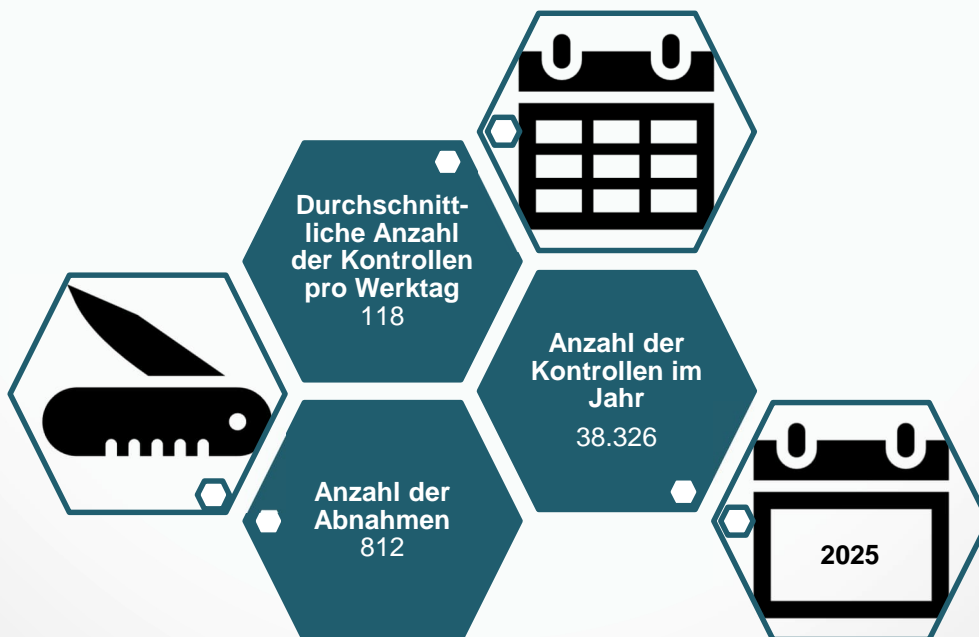 Durchschnitt-
liche Anzahl
der Kontrollen
pro Werktag
118
Anzahl der
Kontrollen im
Jahr
38.326
Anzahl der
Abnahmen
812
2025